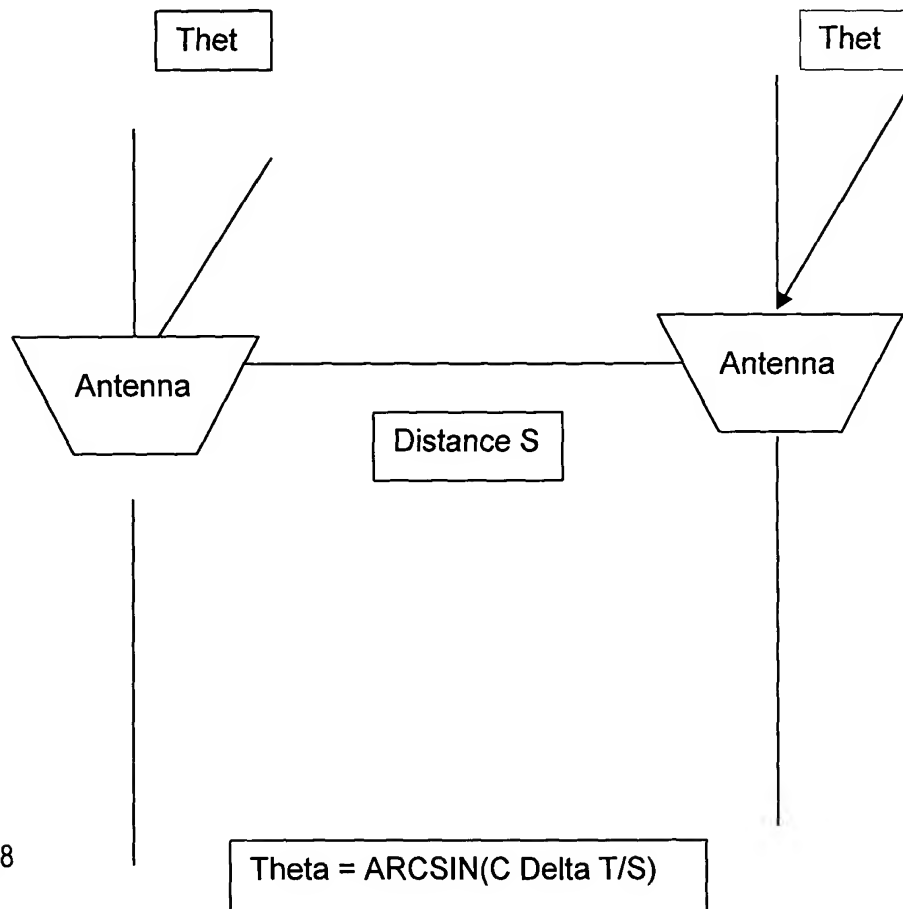 Thet
Thet
Antenna
Antenna
Distance S
8
Theta = ARCSIN(C Delta T/S)